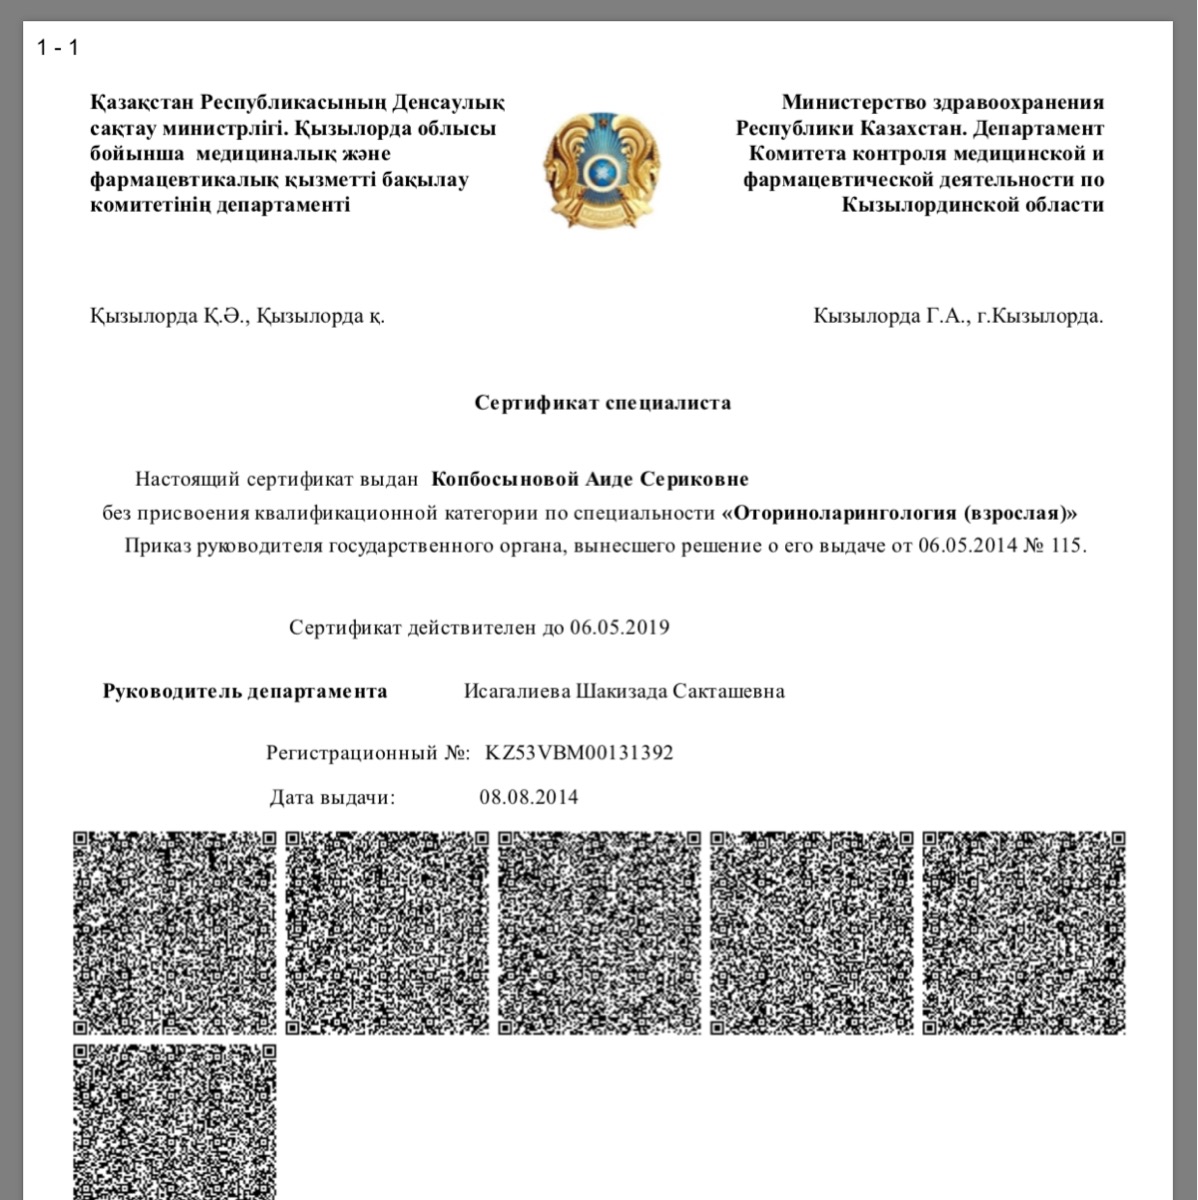 1 - 1
Қазақстан Республикасының Денсаулық
сақтау министрлігі. Қызылорда облысы
бойынша медициналық және
фармацевтикалық қызметті бақылау
комитетінің департаменті
Министерство здравоохранения
Республики Казахстан. Департамент
Комитета контроля медицинской и
фармацевтической деятельности по
Кызылординской области
Қызылорда Қ.Ә., Қызылорда қ.
Кызылорда Г.А., г.Кызылорда.
Сертификат специалиста
Настоящий сертификат выдан Копбосыновой Аиде Сериковне
без присвоения квалификационной категории по специальности «Оториноларингология (взрослая)»
Приказ руководителя государственного органа, вынесшего решение о его выдаче от 06.05.2014 № 115.
Сертификат действителен до 06.05.2019
Руководитель департамента Исагалиева Шакизада Сакташевна
Регистрационный №: KZ53VBM00131392
Дата выдачи: 08.08.2014